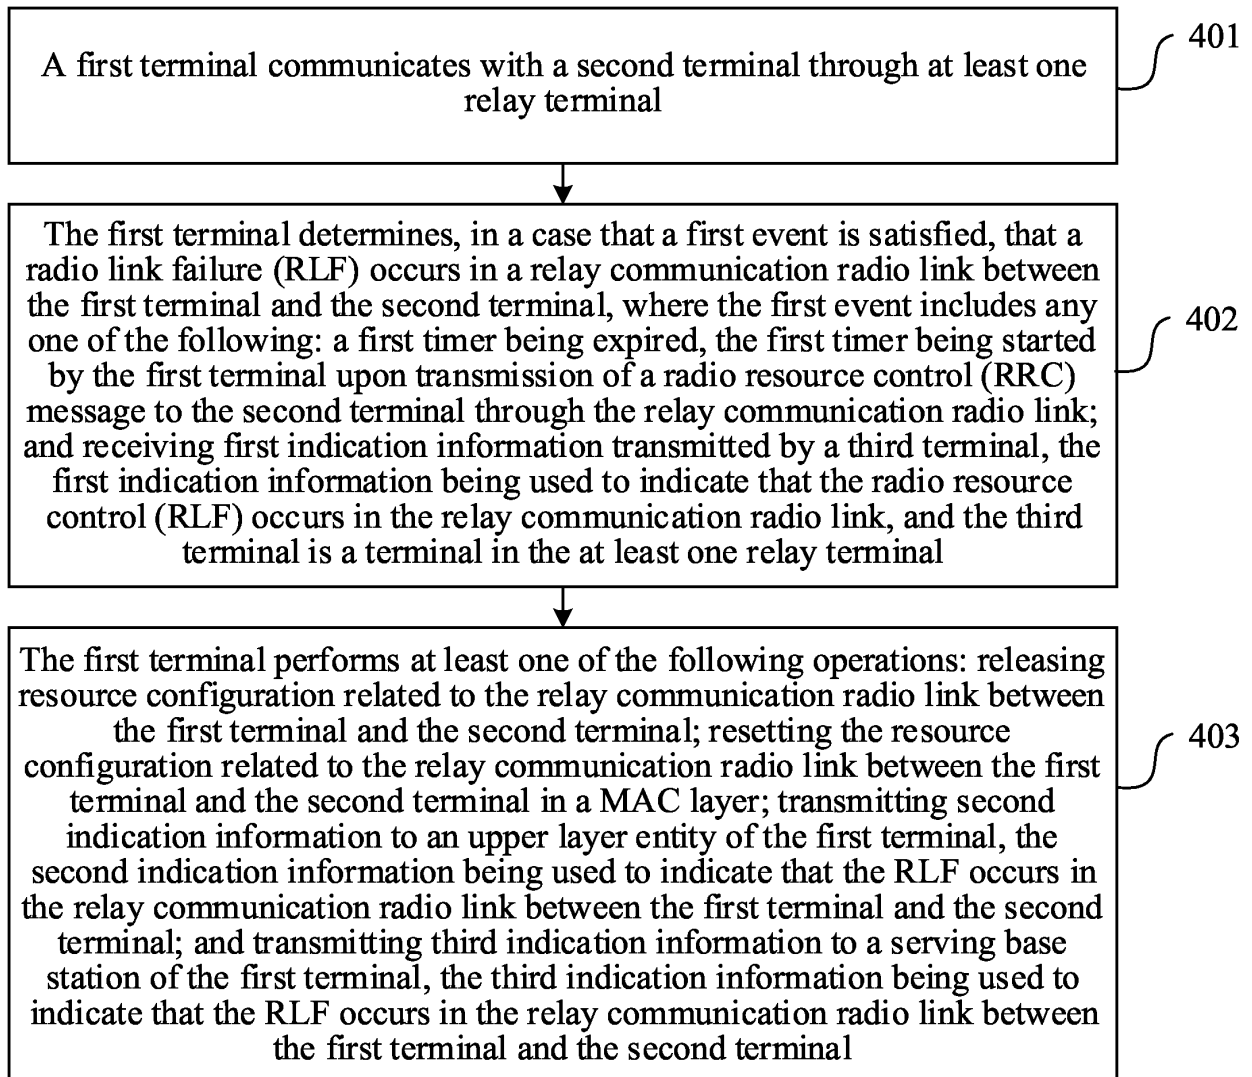 A first terminal communicates with a second terminal through at least one
relay terminal
401
The first terminal determines, in a case that a first event is satisfied, that a
radio link failure (RLF) occurs in a relay communication radio link between
the first terminal and the second terminal, where the first event includes any
one of the following: a first timer being expired, the first timer being started
by the first terminal upon transmission of a radio resource control (RRC)
message to the second terminal through the relay communication radio link;
and receiving first indication information transmitted by a third terminal, the
first indication information being used to indicate that the radio resource
control (RLF) occurs in the relay communication radio link, and the third
terminal is a terminal in the at least one relay terminal
402
The first terminal performs at least one of the following operations: releasing
resource configuration related to the relay communication radio link between
the first terminal and the second terminal; resetting the resource
configuration related to the relay communication radio link between the first
terminal and the second terminal in a MAC layer; transmitting second
indication information to an upper layer entity of the first terminal, the
second indication information being used to indicate that the RLF occurs in
the relay communication radio link between the first terminal and the second
terminal; and transmitting third indication information to a serving base
station of the first terminal, the third indication information being used to
indicate that the RLF occurs in the relay communication radio link between
the first terminal and the second terminal
403